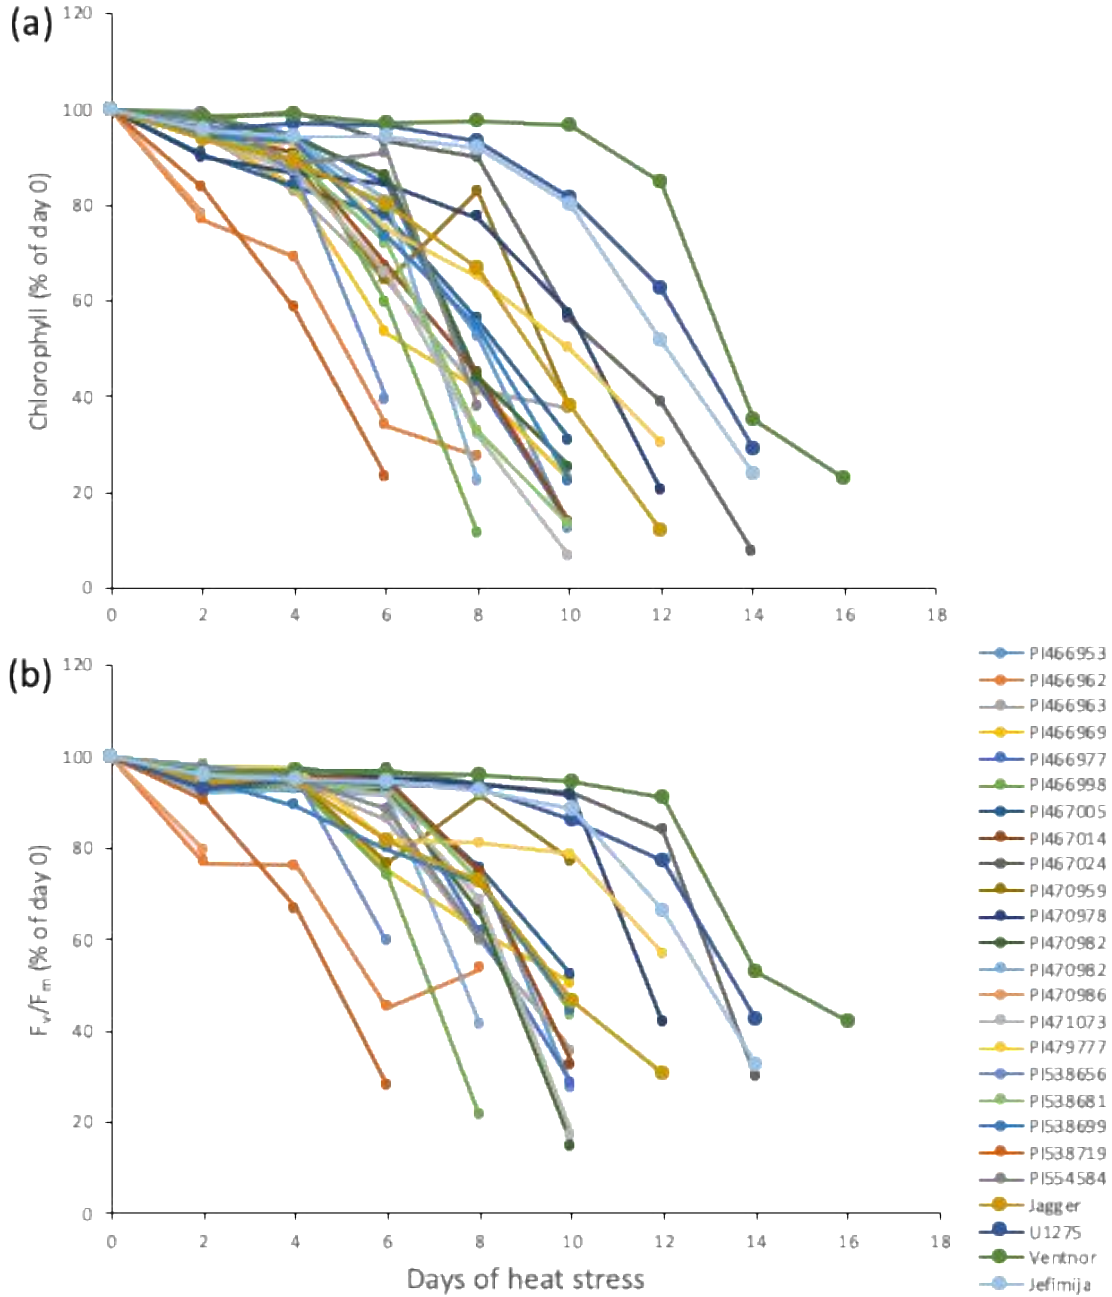 (a)
Chlorophyll (% of day 0)
120
100
80
60
40
20
0
0 2 4 6 8 10 12 14 16 18
(b)
Fv/Fm (% of day 0)
120
100
80
60
40
20
0
0 2 4 6 8 10 12 14 16 18
Days of heat stress
PI466953
PI466962
PI466963
PI466969
PI466977
PI466998
PI467005
PI467014
PI467024
PI470959
PI470978
PI470982
PI470982
PI470986
PI471073
PI479777
PI538656
PI538681
PI538699
PI538719
PI554584
Jagger
U1275
Ventnor
Jefimija